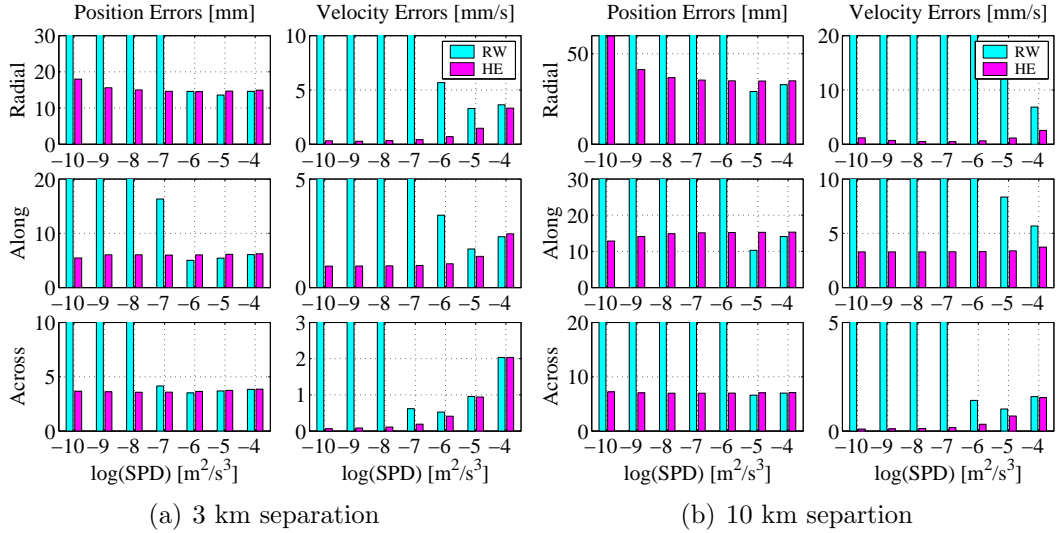 Position Errors [mm]
Velocity Errors [mm/s]
Position Errors [mm]
Velocity Errors [mm/s]
Radial
30
20
10
0
−10 −9 −8 −7 −6 −5 −4
10
5
0
−10 −9 −8 −7 −6 −5 −4
RW
HE
Radial
50
0
−10 −9 −8 −7 −6 −5 −4
20
10
0
−10 −9 −8 −7 −6 −5 −4
RW
HE
Along
20
10
0
−10 −9 −8 −7 −6 −5 −4
5
0
−10 −9 −8 −7 −6 −5 −4
Along
30
20
10
0
−10 −9 −8 −7 −6 −5 −4
10
5
0
−10 −9 −8 −7 −6 −5 −4
Across
10
5
0
−10 −9 −8 −7 −6 −5 −4
log(SPD) [m²/s³]
3
2
1
0
−10 −9 −8 −7 −6 −5 −4
log(SPD) [m²/s³]
Across
20
10
0
−10 −9 −8 −7 −6 −5 −4
log(SPD) [m²/s³]
5
0
−10 −9 −8 −7 −6 −5 −4
log(SPD) [m²/s³]
(a) 3 km separation
(b) 10 km separtion